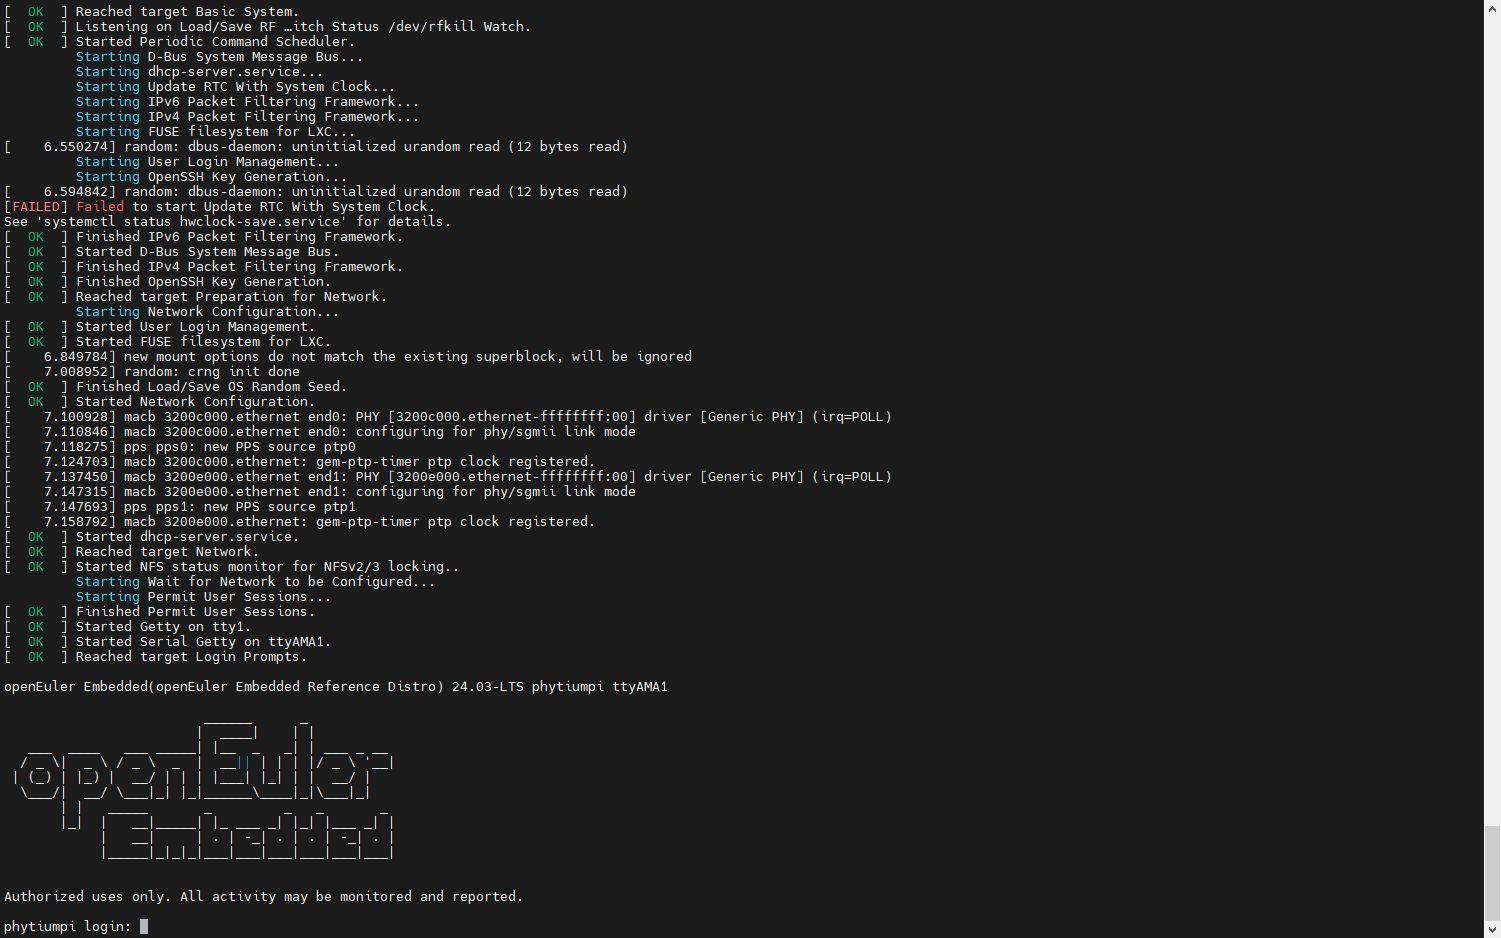 [  OK  ] Reached target Basic System.
[  OK  ] Listening on Load/Save RF …itch Status /dev/rfkill Watch.
[  OK  ] Started Periodic Command Scheduler.
         Starting D-Bus System Message Bus...
         Starting dhcp-server.service...
         Starting Update RTC With System Clock...
         Starting IPv6 Packet Filtering Framework...
         Starting IPv4 Packet Filtering Framework...
         Starting FUSE filesystem for LXC...
[    6.550274] random: dbus-daemon: uninitialized urandom read (12 bytes read)
         Starting User Login Management...
         Starting OpenSSH Key Generation...
[    6.594842] random: dbus-daemon: uninitialized urandom read (12 bytes read)
[FAILED] Failed to start Update RTC With System Clock.
See 'systemctl status hwclock-save.service' for details.
[  OK  ] Finished IPv6 Packet Filtering Framework.
[  OK  ] Started D-Bus System Message Bus.
[  OK  ] Finished IPv4 Packet Filtering Framework.
[  OK  ] Finished OpenSSH Key Generation.
[  OK  ] Reached target Preparation for Network.
         Starting Network Configuration...
[  OK  ] Started User Login Management.
[  OK  ] Started FUSE filesystem for LXC.
[    6.849784] new mount options do not match the existing superblock, will be ignored
[    7.008952] random: crng init done
[  OK  ] Finished Load/Save OS Random Seed.
[  OK  ] Started Network Configuration.
[    7.100928] macb 3200c000.ethernet end0: PHY [3200c000.ethernet-ffffffff:00] driver [Generic PHY] (irq=POLL)
[    7.110846] macb 3200c000.ethernet end0: configuring for phy/sgmii link mode
[    7.118275] pps pps0: new PPS source ptp0
[    7.124703] macb 3200c000.ethernet: gem-ptp-timer ptp clock registered.
[    7.137450] macb 3200e000.ethernet end1: PHY [3200e000.ethernet-ffffffff:00] driver [Generic PHY] (irq=POLL)
[    7.147315] macb 3200e000.ethernet end1: configuring for phy/sgmii link mode
[    7.147693] pps pps1: new PPS source ptp1
[    7.158792] macb 3200e000.ethernet: gem-ptp-timer ptp clock registered.
[  OK  ] Started dhcp-server.service.
[  OK  ] Reached target Network.
[  OK  ] Started NFS status monitor for NFSv2/3 locking..
         Starting Wait for Network to be Configured...
         Starting Permit User Sessions...
[  OK  ] Finished Permit User Sessions.
[  OK  ] Started Getty on tty1.
[  OK  ] Started Serial Getty on ttyAMA1.
[  OK  ] Reached target Login Prompts.
openEuler Embedded(openEuler Embedded Reference Distro) 24.03-LTS phytiumpi ttyAMA1
openEuler
Embedded
Authorized uses only. All activity may be monitored and reported.
phytiumpi login: